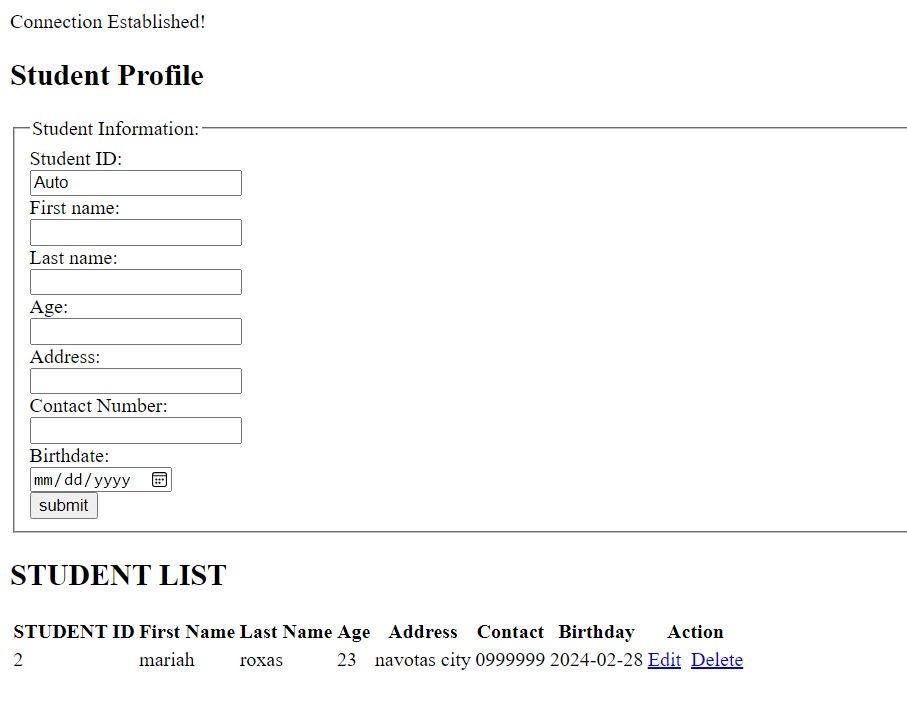 Connection Established!
Student Profile
Student Information:
Student ID:
Auto
First name:
Last name:
Age:
Address:
Contact Number:
Birthdate:
mm/dd/yyyy
submit
STUDENT LIST
STUDENT ID First Name Last Name Age Address Contact Birthday Action
2 mariah roxas 23 navotas city 0999999 2024-02-28 Edit Delete